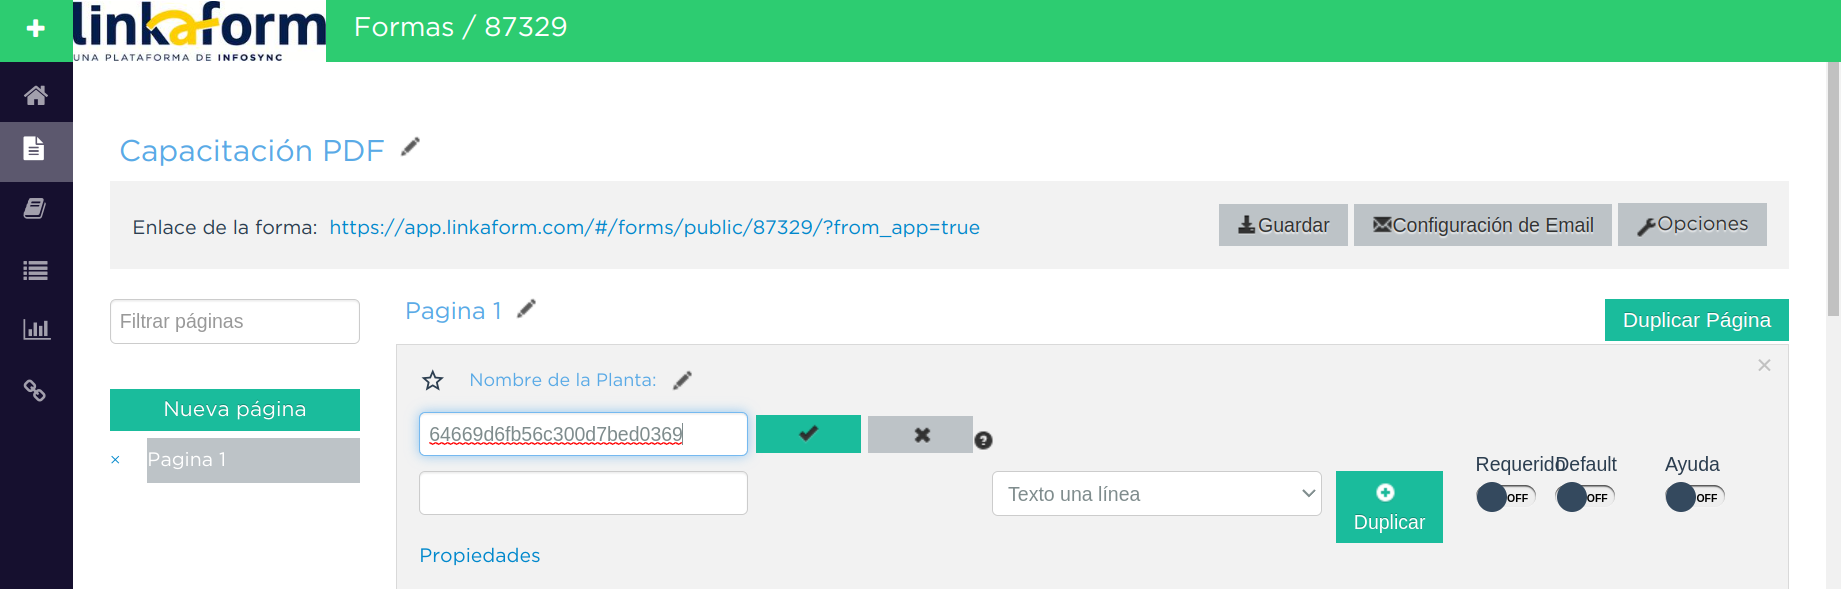 linkaform
UNA PLATAFORMA DE INFOSYNC
Formas / 87329
Capacitación PDF
Enlace de la forma: https://app.linkaform.com/#/forms/public/87329/?from_app=true
Guardar
Configuración de Email
Opciones
Filtrar páginas
Pagina 1
Duplicar Página
Nueva página
× Pagina 1
Nombre de la Planta:
64669d6fb56c300d7bed0369
Texto una línea
Duplicar
Requerido
Default
Ayuda
OFF
OFF
OFF
Propiedades